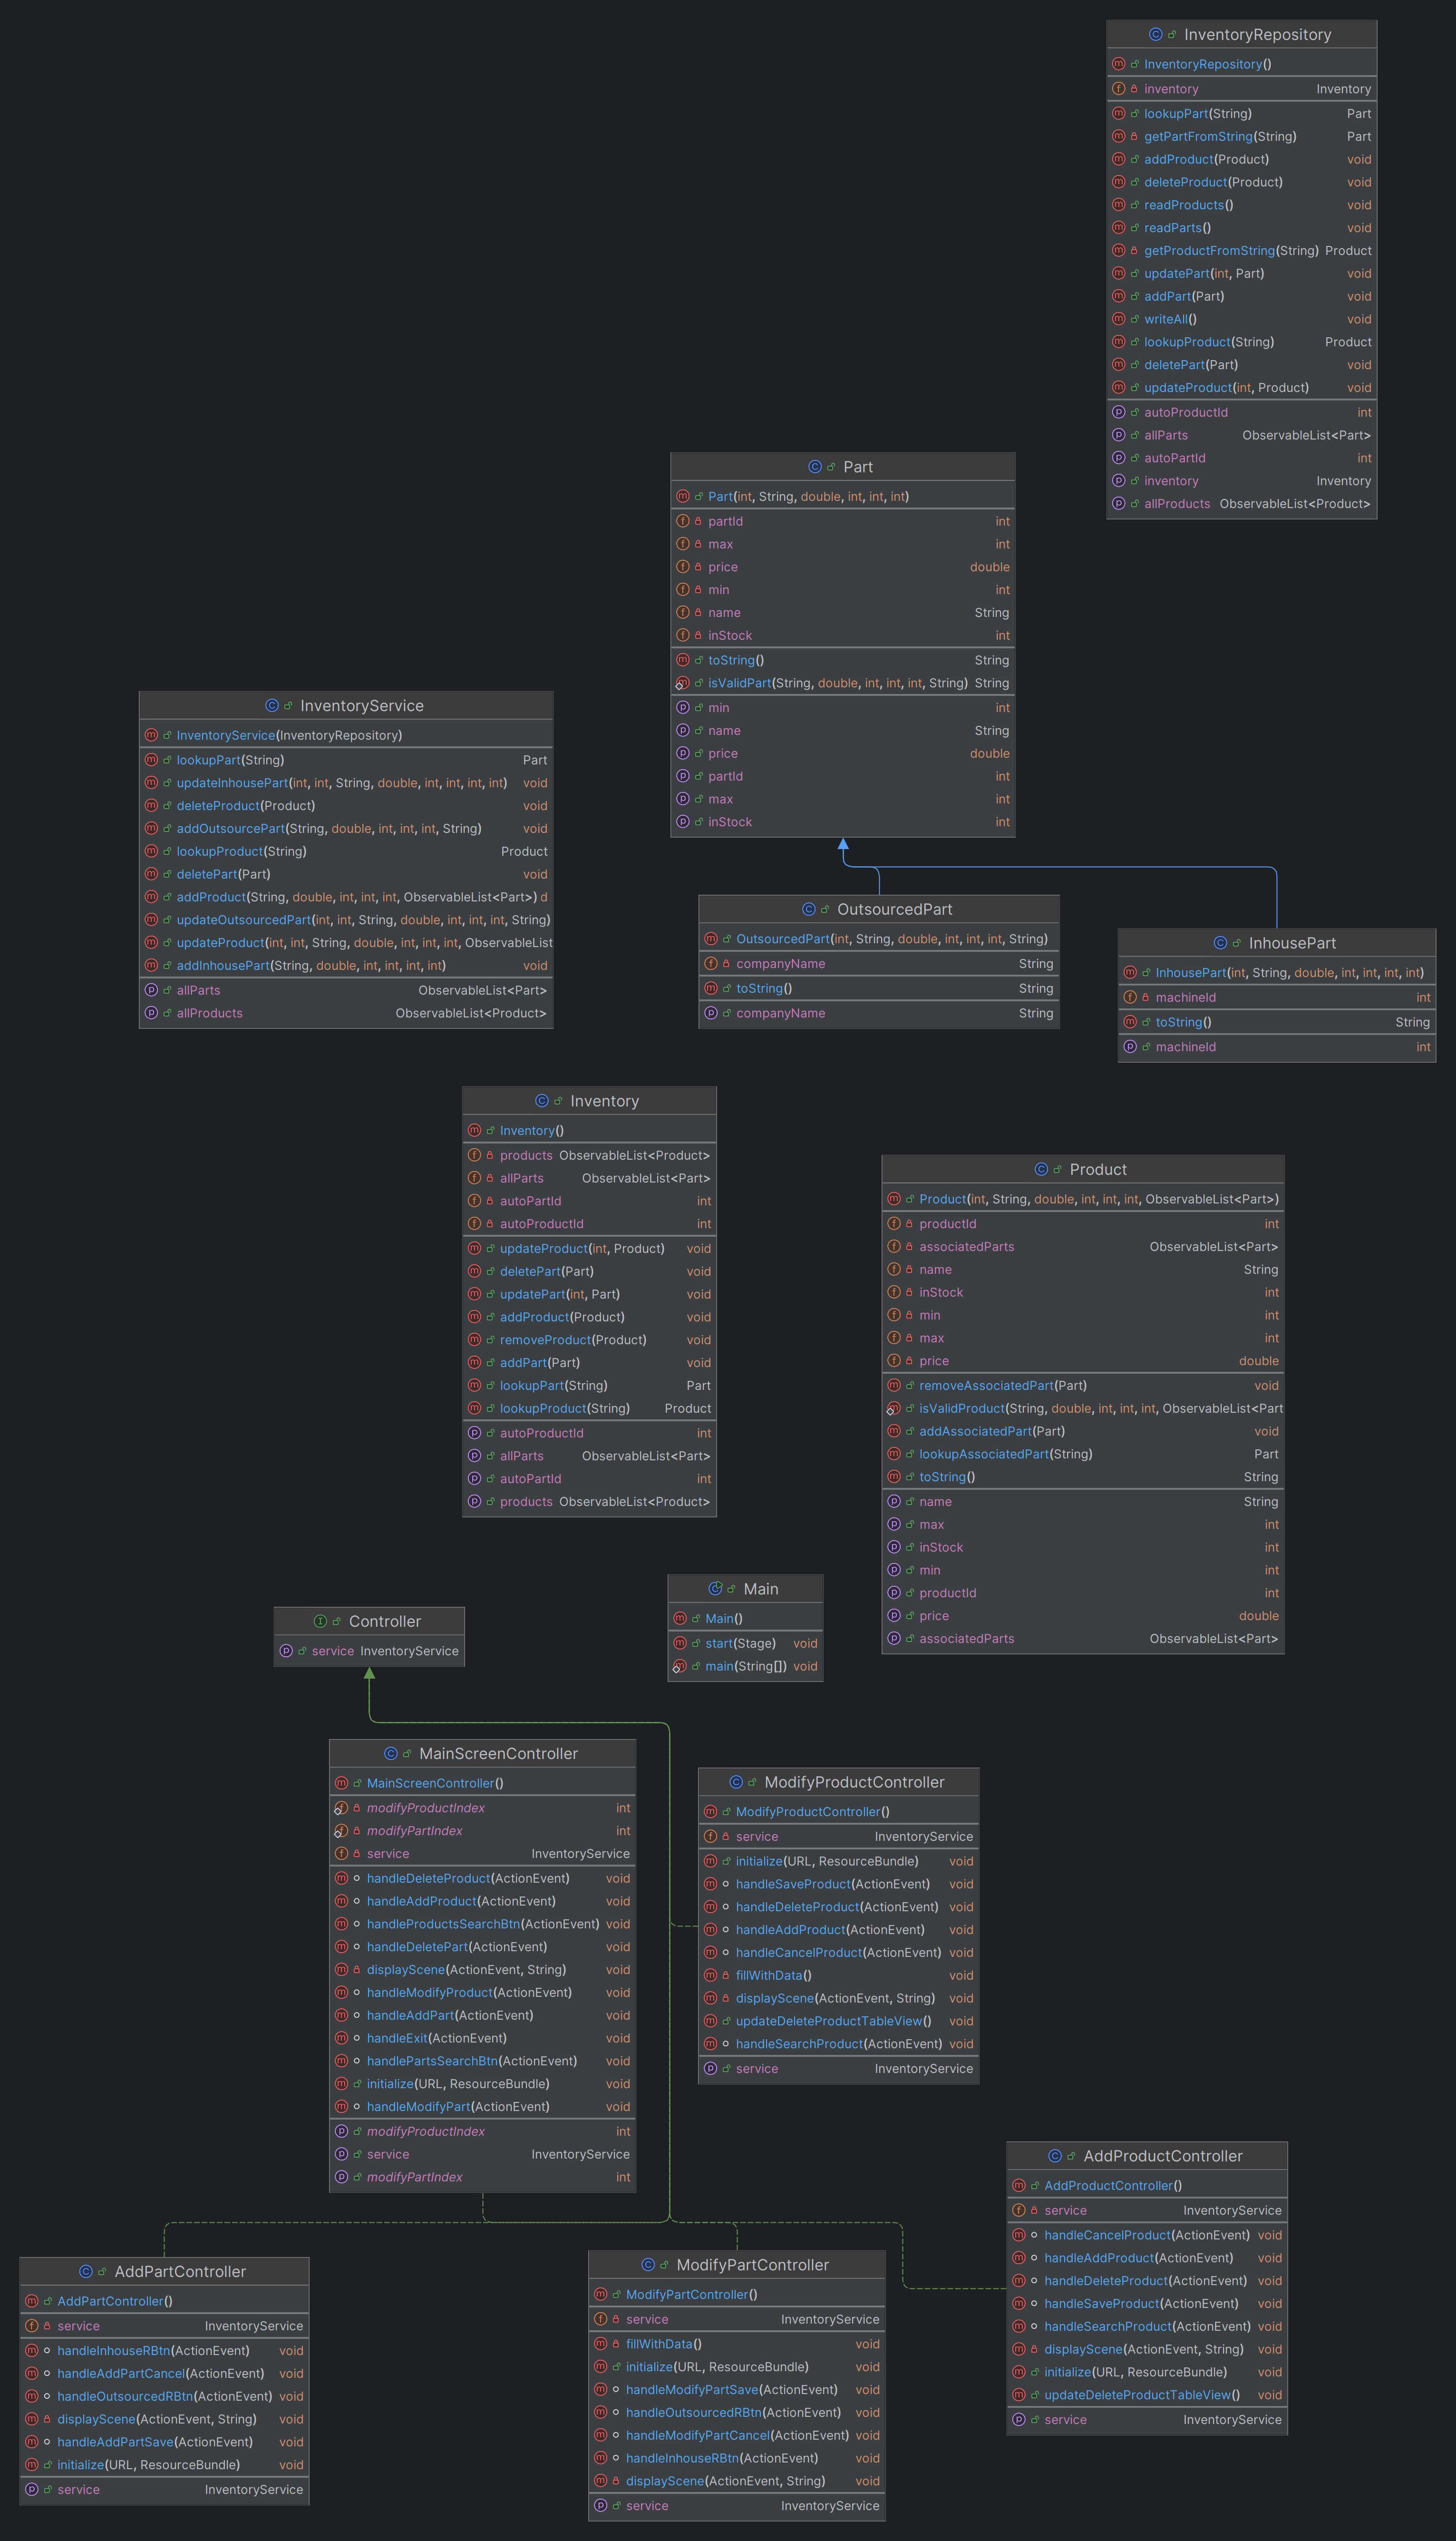 InventoryRepository
InventoryRepository()
inventory Inventory
lookupPart(String) Part
getPartFromString(String) Part
addProduct(Product) void
deleteProduct(Product) void
readProducts() void
readParts() void
getProductFromString(String) Product
updatePart(int, Part) void
addPart(Part) void
writeAll() void
lookupProduct(String) Product
deletePart(Part) void
updateProduct(int, Product) void
autoProductId int
allParts ObservableList<Part>
autoPartId int
inventory Inventory
allProducts ObservableList<Product>
Part
Part(int, String, double, int, int, int)
partId int
max int
price double
min int
name String
inStock int
toString() String
isValidPart(String, double, int, int, int, String) String
min int
name String
price double
partId int
max int
inStock int
InventoryService
InventoryService(InventoryRepository)
lookupPart(String) Part
updateInhousePart(int, int, String, double, int, int, int, int) void
deleteProduct(Product) void
addOutsourcePart(String, double, int, int, int, String) void
lookupProduct(String) Product
deletePart(Part) void
addProduct(String, double, int, int, int, ObservableList<Part>) d
updateOutsourcedPart(int, int, String, double, int, int, int, String)
updateProduct(int, int, String, double, int, int, int, ObservableList
addInhousePart(String, double, int, int, int, int) void
allParts ObservableList<Part>
allProducts ObservableList<Product>
OutsourcedPart
OutsourcedPart(int, String, double, int, int, int, String)
companyName String
toString() String
companyName String
InhousePart
InhousePart(int, String, double, int, int, int, int)
machineId int
toString() String
machineId int
Inventory
Inventory()
products ObservableList<Product>
allParts ObservableList<Part>
autoPartId int
autoProductId int
updateProduct(int, Product) void
deletePart(Part) void
updatePart(int, Part) void
addProduct(Product) void
removeProduct(Product) void
addPart(Part) void
lookupPart(String) Part
lookupProduct(String) Product
autoProductId int
allParts ObservableList<Part>
autoPartId int
products ObservableList<Product>
Product
Product(int, String, double, int, int, int, ObservableList<Part>)
productId int
associatedParts ObservableList<Part>
name String
inStock int
min int
max int
price double
removeAssociatedPart(Part) void
isValidProduct(String, double, int, int, int, ObservableList<Part
addAssociatedPart(Part) void
lookupAssociatedPart(String) Part
toString() String
name String
max int
inStock int
min int
productId int
price double
associatedParts ObservableList<Part>
Main
Main()
start(Stage) void
main(String[]) void
Controller
service InventoryService
MainScreenController
MainScreenController()
modifyProductIndex int
modifyPartIndex int
service InventoryService
handleDeleteProduct(ActionEvent) void
handleAddProduct(ActionEvent) void
handleProductsSearchBtn(ActionEvent) void
handleDeletePart(ActionEvent) void
displayScene(ActionEvent, String) void
handleModifyProduct(ActionEvent) void
handleAddPart(ActionEvent) void
handleExit(ActionEvent) void
handlePartsSearchBtn(ActionEvent) void
initialize(URL, ResourceBundle) void
handleModifyPart(ActionEvent) void
modifyProductIndex int
service InventoryService
modifyPartIndex int
ModifyProductController
ModifyProductController()
service InventoryService
initialize(URL, ResourceBundle) void
handleSaveProduct(ActionEvent) void
handleDeleteProduct(ActionEvent) void
handleAddProduct(ActionEvent) void
handleCancelProduct(ActionEvent) void
fillWithData() void
displayScene(ActionEvent, String) void
updateDeleteProductTableView() void
handleSearchProduct(ActionEvent) void
service InventoryService
AddProductController
AddProductController()
service InventoryService
handleCancelProduct(ActionEvent) void
handleAddProduct(ActionEvent) void
handleDeleteProduct(ActionEvent) void
handleSaveProduct(ActionEvent) void
handleSearchProduct(ActionEvent) void
displayScene(ActionEvent, String) void
initialize(URL, ResourceBundle) void
updateDeleteProductTableView() void
service InventoryService
AddPartController
AddPartController()
service InventoryService
handleInhouseRBtn(ActionEvent) void
handleAddPartCancel(ActionEvent) void
handleOutsourcedRBtn(ActionEvent) void
displayScene(ActionEvent, String) void
handleAddPartSave(ActionEvent) void
initialize(URL, ResourceBundle) void
service InventoryService
ModifyPartController
ModifyPartController()
service InventoryService
fillWithData() void
initialize(URL, ResourceBundle) void
handleModifyPartSave(ActionEvent) void
handleOutsourcedRBtn(ActionEvent) void
handleModifyPartCancel(ActionEvent) void
handleInhouseRBtn(ActionEvent) void
displayScene(ActionEvent, String) void
service InventoryService